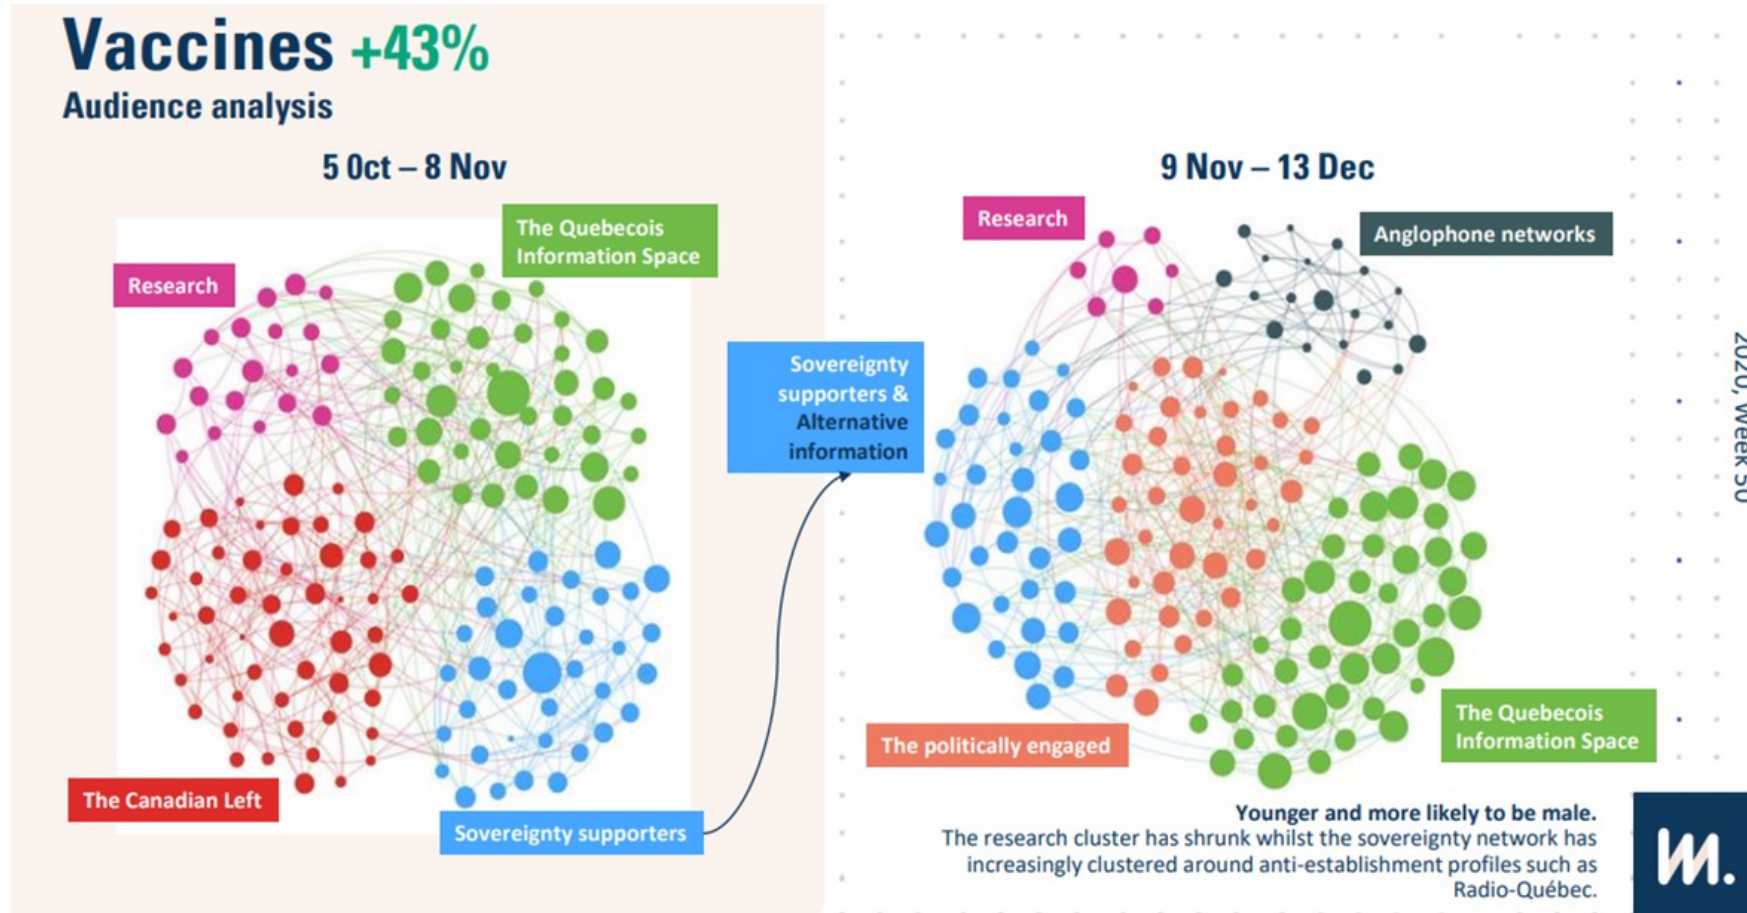 Vaccines +43%
Audience analysis
5 Oct – 8 Nov
The Quebecois
Information Space
Research
The Canadian Left
Sovereignty supporters
Sovereignty
supporters &
Alternative
information
9 Nov – 13 Dec
Research
Anglophone networks
The politically engaged
The Quebecois
Information Space
Younger and more likely to be male.
The research cluster has shrunk whilst the sovereignty network has
increasingly clustered around anti-establishment profiles such as
Radio-Québec.
2020, Week 50
M.